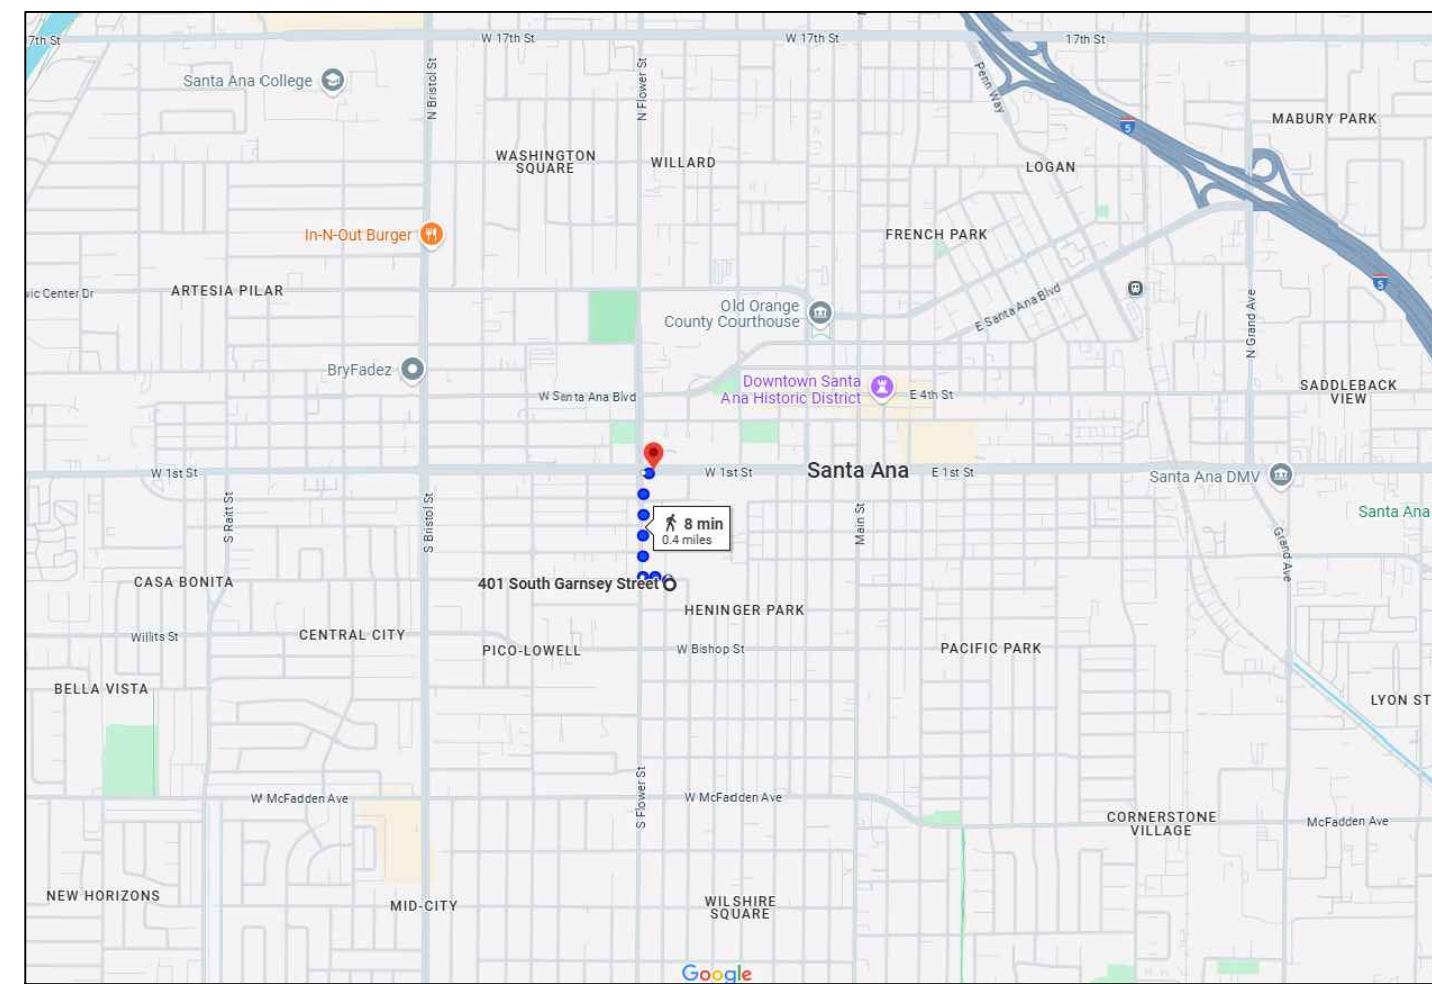 7th St
W 17th St
W 17th St
17th St
Santa Ana College
N Bristol St
N Flower St
Penn Way
5
MABURY PARK
WASHINGTON
SQUARE
WILLARD
LOGAN
In-N-Out Burger
FRENCH PARK
5
ic Center Dr
ARTESIA PILAR
Old Orange
County Courthouse
E Santa Ana Blvd
N Grand Ave
BryFadez
Downtown Santa
Ana Historic District
W Santa Ana Blvd
E 4th St
SADDLEBACK
VIEW
W 1st St
W 1st St
Santa Ana
E 1st St
Santa Ana DMV
S Raitt St
S Bristol St
Main St
Santa Ana
8 min
0.4 miles
Grand Ave
CASA BONITA
401 South Garnsey Street
HENINGER PARK
Willits St
CENTRAL CITY
PICO-LOWELL
W Bishop St
PACIFIC PARK
BELLA VISTA
LYON ST
S Flower St
W McFadden Ave
W McFadden Ave
CORNERSTONE
VILLAGE
McFadden Ave
NEW HORIZONS
MID-CITY
WILSHIRE
SQUARE
Google